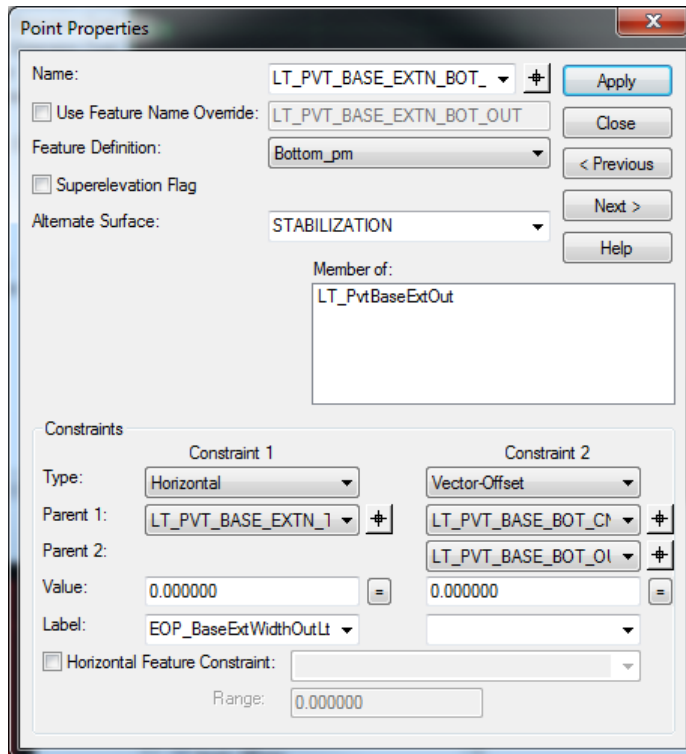 Point Properties
Name: LT_PVT_BASE_EXTN_BOT_ Apply
Use Feature Name Override: LT_PVT_BASE_EXTN_BOT_OUT Close
Feature Definition: Bottom_pm < Previous
Superelevation Flag Next >
Alternate Surface: STABILIZATION Help
Member of:
LT_PvtBaseExtOut
Constraints
Constraint 1 Constraint 2
Type: Horizontal Vector-Offset
Parent 1: LT_PVT_BASE_EXTN_T LT_PVT_BASE_BOT_CN
Parent 2: LT_PVT_BASE_BOT_OU
Value: 0.000000 = 0.000000 =
Label: EOP_BaseExtWidthOutLt
Horizontal Feature Constraint:
Range: 0.000000